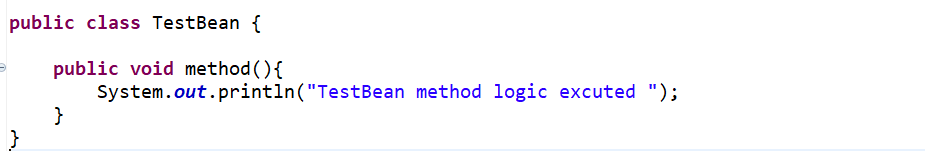 public class TestBean {
public void method(){
System.out.println("TestBean method logic excuted ");
}
}